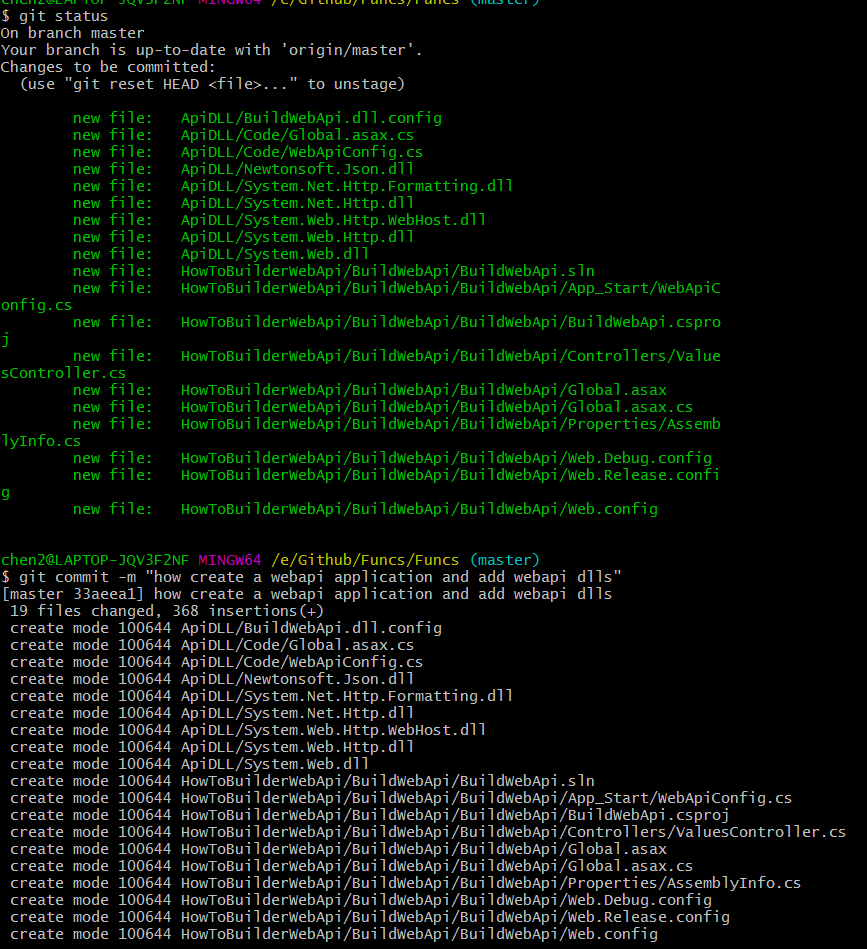 chen2@LAPTOP-JQV3F2NF MINGW64 /e/Github/Funcs/Funcs (master)
$ git status
On branch master
Your branch is up-to-date with 'origin/master'.
Changes to be committed:
  (use "git reset HEAD <file>..." to unstage)

        new file:   ApiDLL/BuildWebApi.dll.config
        new file:   ApiDLL/Code/Global.asax.cs
        new file:   ApiDLL/Code/WebApiConfig.cs
        new file:   ApiDLL/Newtonsoft.Json.dll
        new file:   ApiDLL/System.Net.Http.Formatting.dll
        new file:   ApiDLL/System.Net.Http.dll
        new file:   ApiDLL/System.Web.Http.WebHost.dll
        new file:   ApiDLL/System.Web.Http.dll
        new file:   ApiDLL/System.Web.dll
        new file:   HowToBuilderWebApi/BuildWebApi/BuildWebApi.sln
        new file:   HowToBuilderWebApi/BuildWebApi/BuildWebApi/App_Start/WebApiC
onfig.cs
        new file:   HowToBuilderWebApi/BuildWebApi/BuildWebApi/BuildWebApi.cspro
j
        new file:   HowToBuilderWebApi/BuildWebApi/BuildWebApi/Controllers/Value
sController.cs
        new file:   HowToBuilderWebApi/BuildWebApi/BuildWebApi/Global.asax
        new file:   HowToBuilderWebApi/BuildWebApi/BuildWebApi/Global.asax.cs
        new file:   HowToBuilderWebApi/BuildWebApi/BuildWebApi/Properties/Assemb
lyInfo.cs
        new file:   HowToBuilderWebApi/BuildWebApi/BuildWebApi/Web.Debug.config
        new file:   HowToBuilderWebApi/BuildWebApi/BuildWebApi/Web.Release.confi
g
        new file:   HowToBuilderWebApi/BuildWebApi/BuildWebApi/Web.config

chen2@LAPTOP-JQV3F2NF MINGW64 /e/Github/Funcs/Funcs (master)
$ git commit -m "how create a webapi application and add webapi dlls"
[master 33aeea1] how create a webapi application and add webapi dlls
 19 files changed, 368 insertions(+)
 create mode 100644 ApiDLL/BuildWebApi.dll.config
 create mode 100644 ApiDLL/Code/Global.asax.cs
 create mode 100644 ApiDLL/Code/WebApiConfig.cs
 create mode 100644 ApiDLL/Newtonsoft.Json.dll
 create mode 100644 ApiDLL/System.Net.Http.Formatting.dll
 create mode 100644 ApiDLL/System.Net.Http.dll
 create mode 100644 ApiDLL/System.Web.Http.WebHost.dll
 create mode 100644 ApiDLL/System.Web.Http.dll
 create mode 100644 ApiDLL/System.Web.dll
 create mode 100644 HowToBuilderWebApi/BuildWebApi/BuildWebApi.sln
 create mode 100644 HowToBuilderWebApi/BuildWebApi/BuildWebApi/App_Start/WebApiConfig.cs
 create mode 100644 HowToBuilderWebApi/BuildWebApi/BuildWebApi/BuildWebApi.csproj
 create mode 100644 HowToBuilderWebApi/BuildWebApi/BuildWebApi/Controllers/ValuesController.cs
 create mode 100644 HowToBuilderWebApi/BuildWebApi/BuildWebApi/Global.asax
 create mode 100644 HowToBuilderWebApi/BuildWebApi/BuildWebApi/Global.asax.cs
 create mode 100644 HowToBuilderWebApi/BuildWebApi/BuildWebApi/Properties/AssemblyInfo.cs
 create mode 100644 HowToBuilderWebApi/BuildWebApi/BuildWebApi/Web.Debug.config
 create mode 100644 HowToBuilderWebApi/BuildWebApi/BuildWebApi/Web.Release.config
 create mode 100644 HowToBuilderWebApi/BuildWebApi/BuildWebApi/Web.config